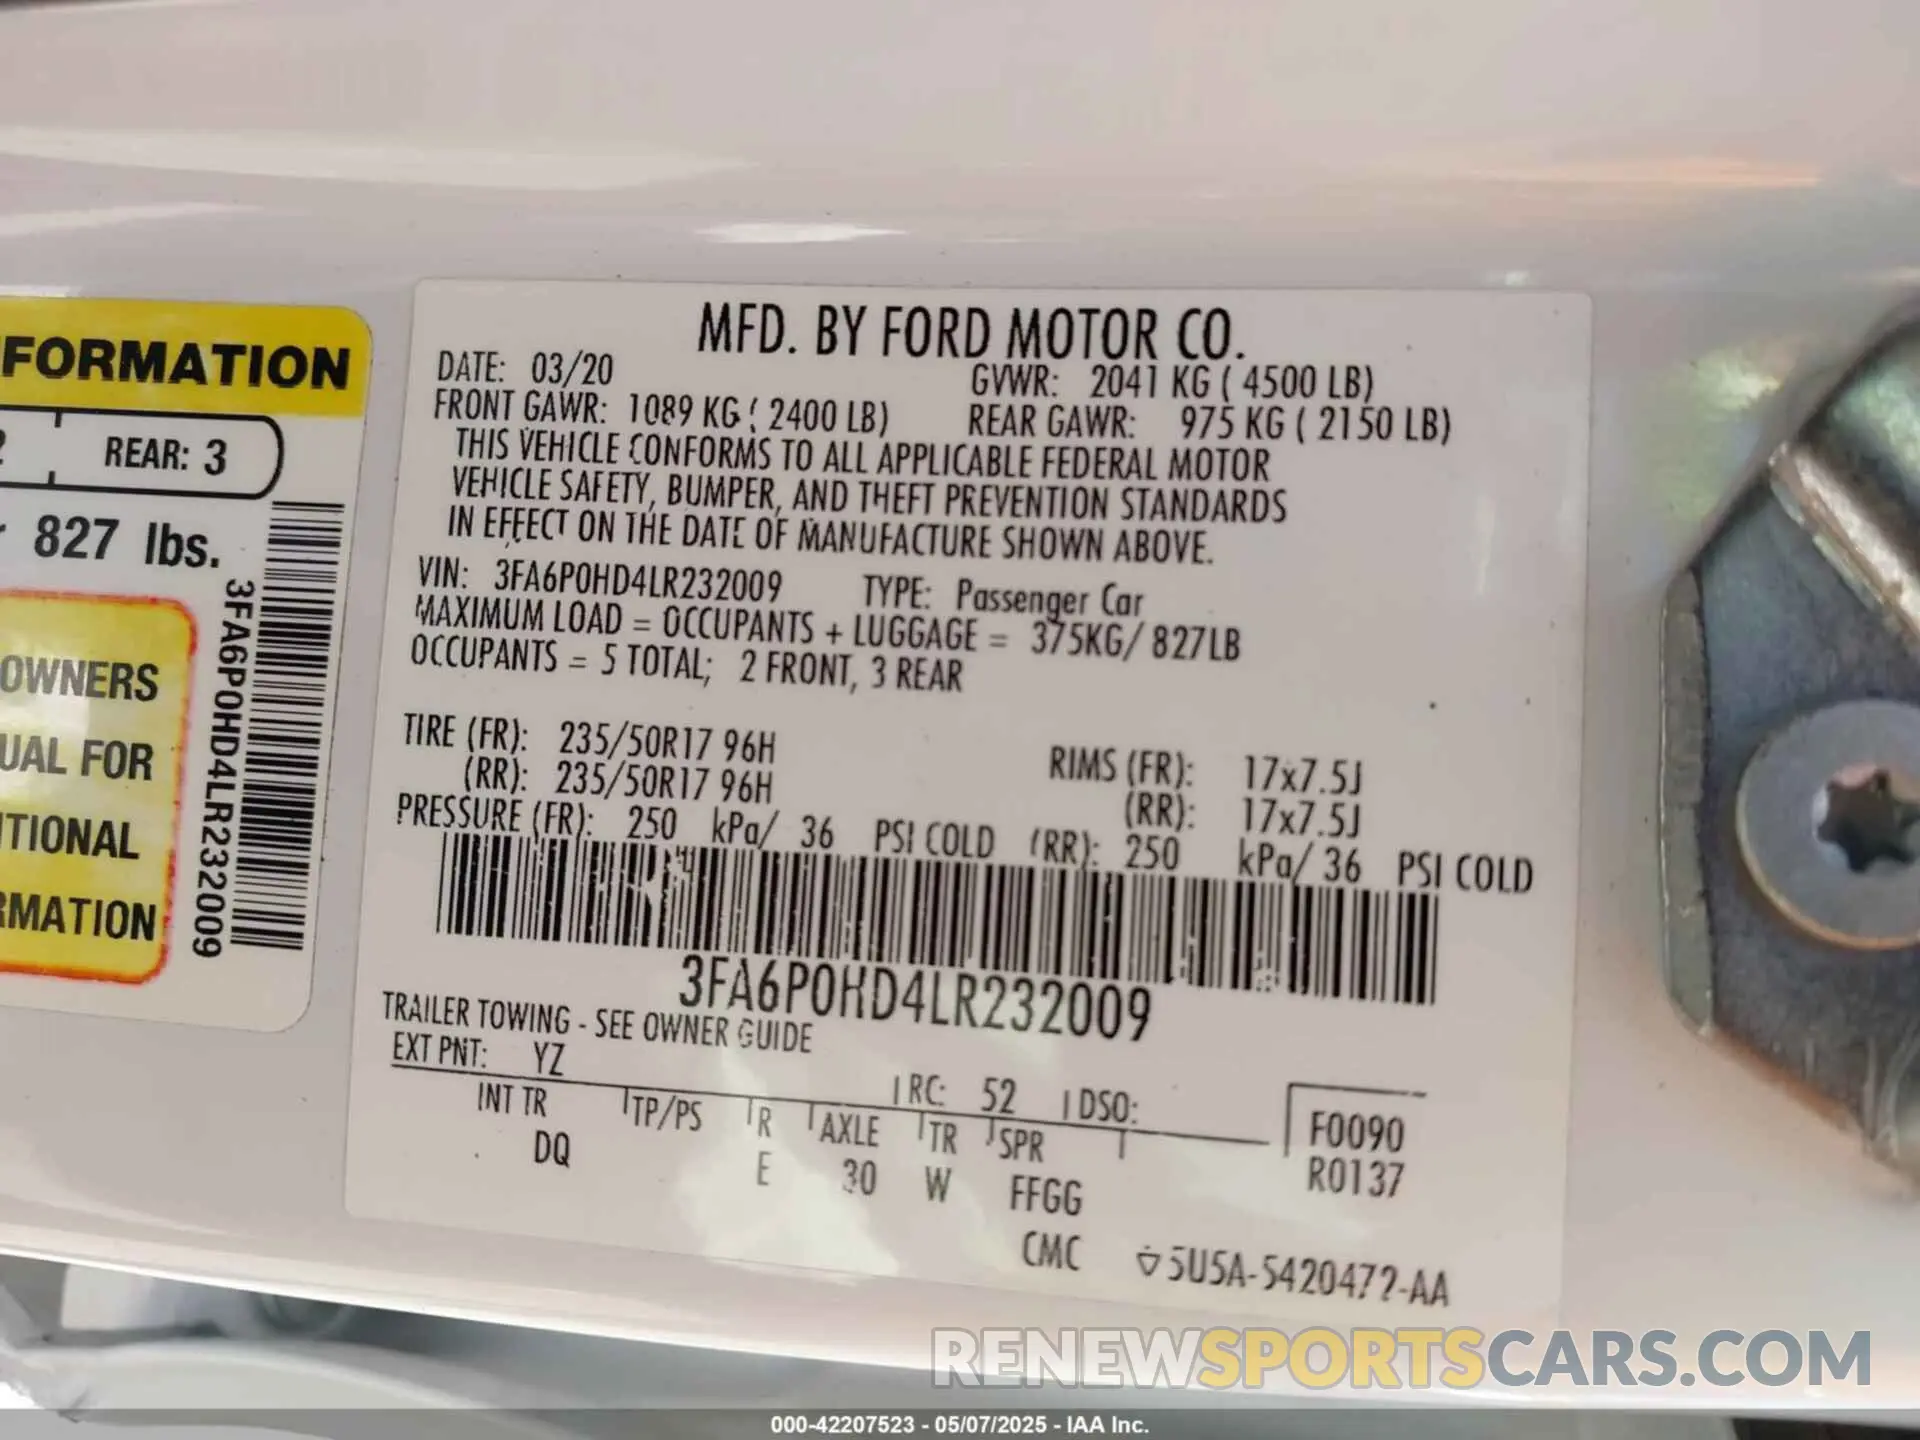 NFORMATION
2 REAR: 3
827 lbs.
3FA6P0HD4LR232009
OWNERS
UAL FOR
ITIONAL
RMATION
MFD. BY FORD MOTOR CO.
DATE: 03/20 GVWR: 2041 KG ( 4500 LB)
FRONT GAWR: 1089 KG ( 2400 LB) REAR GAWR: 975 KG ( 2150 LB)
THIS VEHICLE CONFORMS TO ALL APPLICABLE FEDERAL MOTOR
VEHICLE SAFETY, BUMPER, AND THEFT PREVENTION STANDARDS
IN EFFECT ON THE DATE OF MANUFACTURE SHOWN ABOVE.
VIN: 3FA6P0HD4LR232009 TYPE: Passenger Car
MAXIMUM LOAD = OCCUPANTS + LUGGAGE = 375KG/ 827LB
OCCUPANTS = 5 TOTAL; 2 FRONT, 3 REAR
TIRE (FR): 235/50R17 96H RIMS (FR): 17x7.5J
(RR): 235/50R17 96H (RR): 17x7.5J
PRESSURE (FR): 250 kPa/ 36 PSI COLD (RR): 250 kPa/ 36 PSI COLD
3FA6P0HD4LR232009
TRAILER TOWING - SEE OWNER GUIDE
EXT PNT: YZ RC: 52 DSO:
INT TR TP/PS R AXLE TR SPR F0090
DQ E 30 W FFGG R0137
CMC 5U5A-5420472-AA
RENEWSPORTSCARS.COM
000-42207523 - 05/07/2025 - IAA Inc.